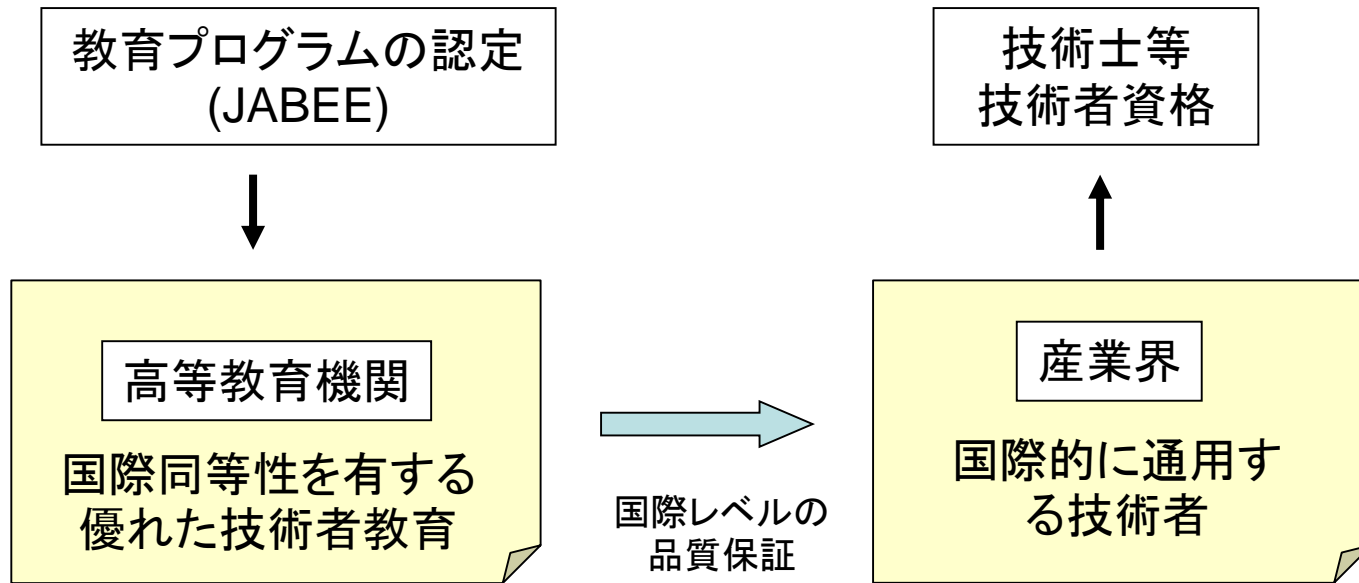 教育プログラムの認定
(JABEE)
技術士等
技術者資格
高等教育機関
国際同等性を有する
優れた技術者教育
国際レベルの
品質保証
産業界
国際的に通用す
る技術者